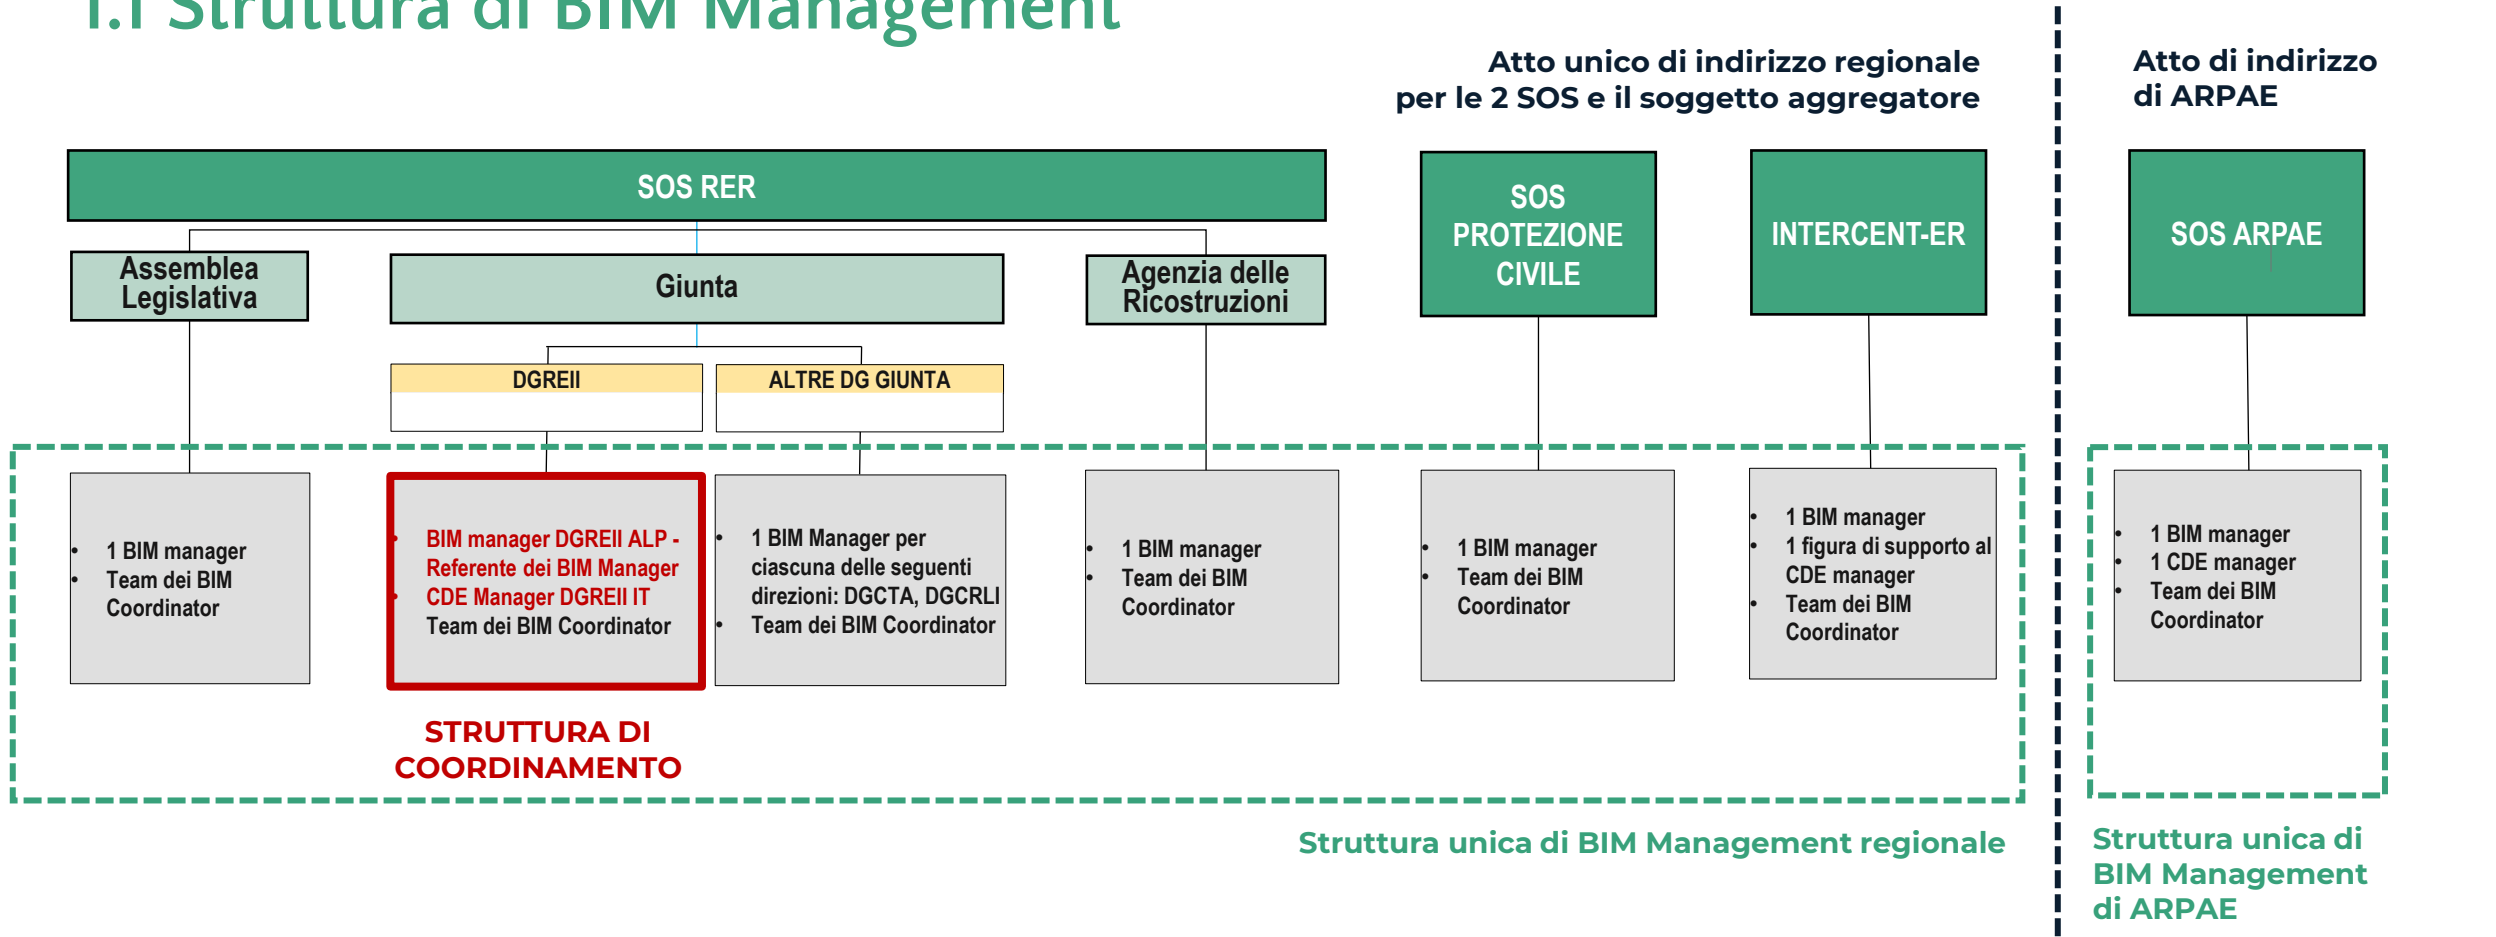 1.1 Struttura di BIM Management
Atto unico di indirizzo regionale
per le 2 SOS e il soggetto aggregatore
Atto di indirizzo
di ARPAE
SOS RER
SOS
PROTEZIONE
CIVILE
INTERCENT-ER
SOS ARPAE
Assemblea
Legislativa
Giunta
Agenzia delle
Ricostruzioni
DGREII
ALTRE DG GIUNTA
• 1 BIM manager
• Team dei BIM
Coordinator
• BIM manager DGREII ALP -
Referente dei BIM Manager
• CDE Manager DGREII IT
Team dei BIM Coordinator
• 1 BIM Manager per
ciascuna delle seguenti
direzioni: DGCTA, DGCRLI
• Team dei BIM Coordinator
• 1 BIM manager
• Team dei BIM
Coordinator
• 1 BIM manager
• Team dei BIM
Coordinator
• 1 BIM manager
• 1 figura di supporto al
CDE manager
• Team dei BIM
Coordinator
• 1 BIM manager
• 1 CDE manager
• Team dei BIM
Coordinator
STRUTTURA DI
COORDINAMENTO
Struttura unica di BIM Management regionale
Struttura unica di
BIM Management
di ARPAE